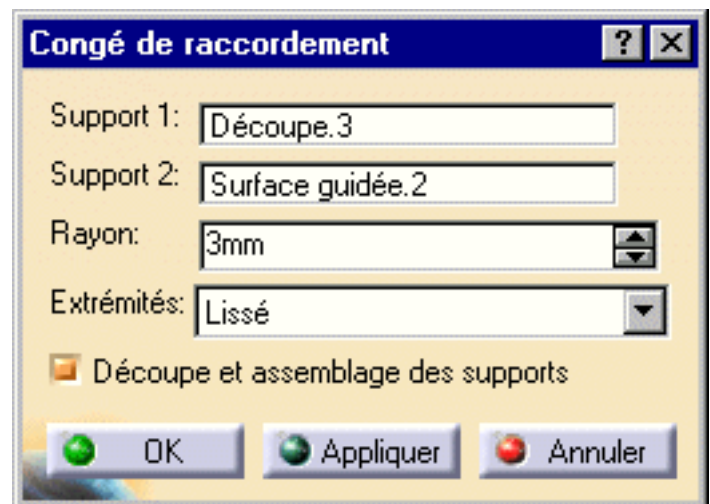 Congé de raccordement ?
Support 1: Découpe.3
Support 2: Surface guidée.2
Rayon: 3mm
Extrémités: Lissé
Découpe et assemblage des supports
OK Appliquer Annuler